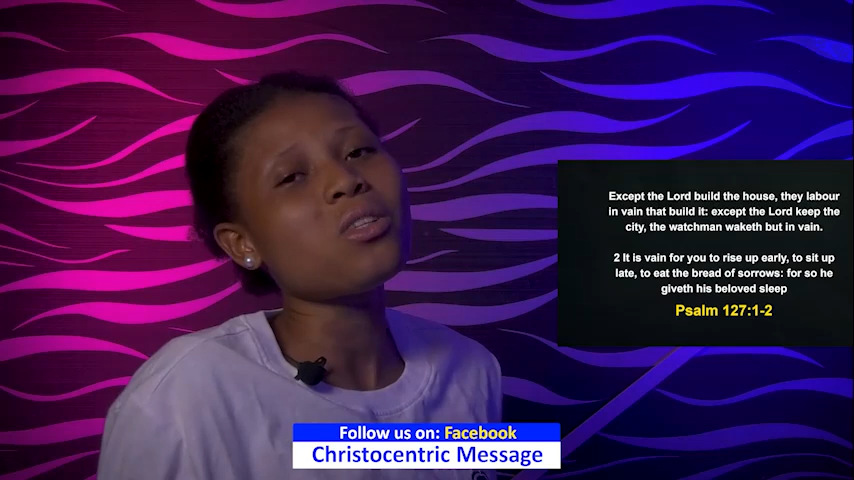 Except the Lord build the house, they labour
in vain that build it: except the Lord keep the
city, the watchman waketh but in vain.
2 It is vain for you to rise up early, to sit up
late, to eat the bread of sorrows: for so he
giveth his beloved sleep
Psalm 127:1-2
Follow us on: Facebook
Christocentric Message